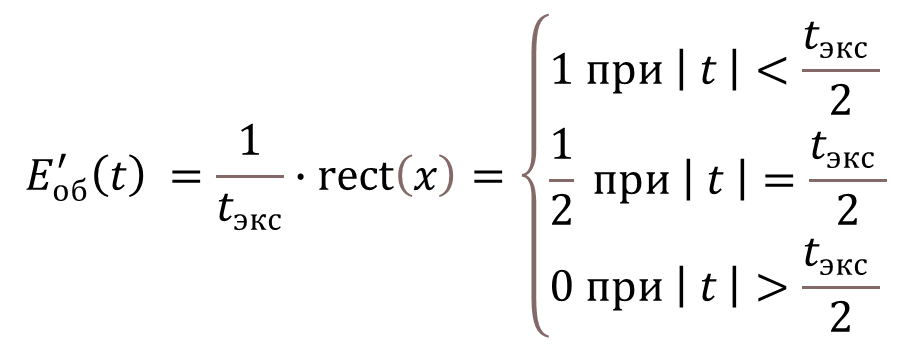 1 при | t | < tэкс/2
E′об(t) = 1/tэкс · rect(x) = { 1/2 при | t | = tэкс/2
0 при | t | > tэкс/2